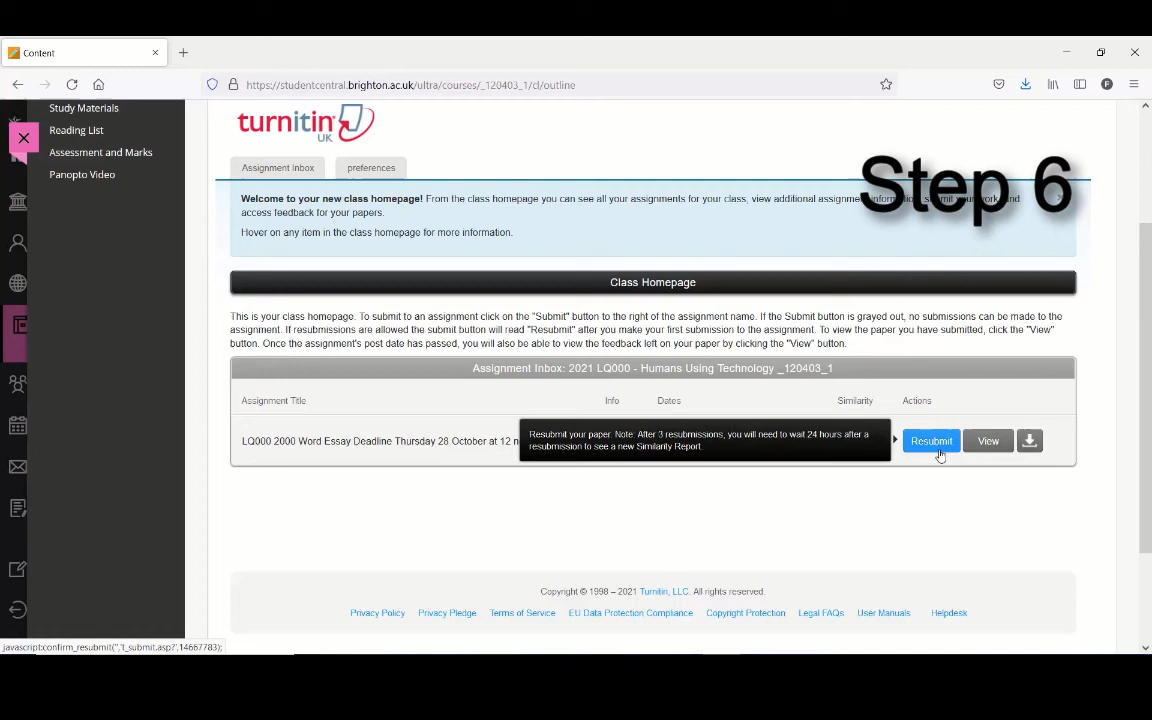 Content
https://studentcentral.brighton.ac.uk/ultra/courses/_120403_1/cl/outline
Study Materials
Reading List
Assessment and Marks
Panopto Video
turnitin
UK
Step 6
Assignment Inbox
preferences
Welcome to your new class homepage! From the class homepage you can see all your assignments for your class, view additional assignment information, submit your work, and
access feedback for your papers.
Hover on any item in the class homepage for more information.
Class Homepage
This is your class homepage. To submit to an assignment click on the "Submit" button to the right of the assignment name. If the Submit button is grayed out, no submissions can be made to the
assignment. If resubmissions are allowed the submit button will read "Resubmit" after you make your first submission to the assignment. To view the paper you have submitted, click the "View"
button. Once the assignment's post date has passed, you will also be able to view the feedback left on your paper by clicking the "View" button.
Assignment Inbox: 2021 LQ000 - Humans Using Technology _120403_1
Assignment Title
Info
Dates
Similarity
Actions
LQ000 2000 Word Essay Deadline Thursday 28 October at 12 n
Resubmit your paper. Note: After 3 resubmissions, you will need to wait 24 hours after a
resubmission to see a new Similarity Report.
Resubmit
View
Copyright © 1998 – 2021 Turnitin, LLC. All rights reserved.
Privacy Policy
Privacy Pledge
Terms of Service
EU Data Protection Compliance
Copyright Protection
Legal FAQs
User Manuals
Helpdesk
javascript:confirm_resubmit('','t_submit.asp?',14667783);